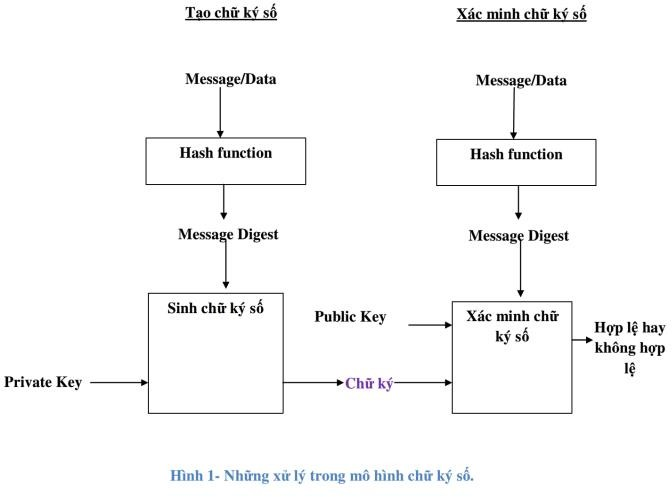 Tạo chữ ký số
Message/Data
Hash function
Message Digest
Sinh chữ ký số
Private Key
Xác minh chữ ký số
Message/Data
Hash function
Message Digest
Public Key
Xác minh chữ
ký số
Chữ ký
Hợp lệ hay
không hợp
lệ
Hình 1- Những xử lý trong mô hình chữ ký số.